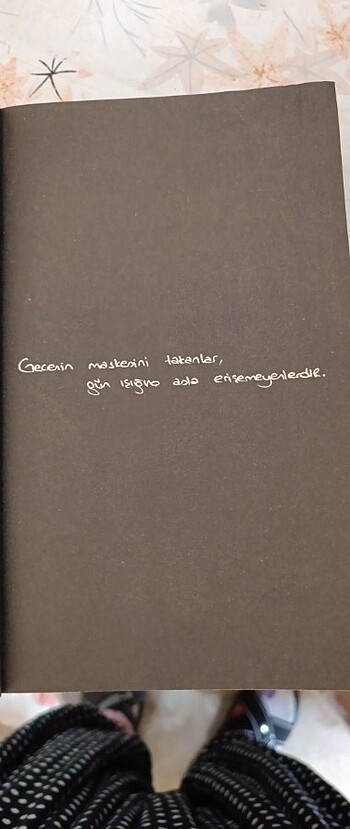 Gecenin maskesini takanlar,
gün ışığına asla erişemeyenlerdir.